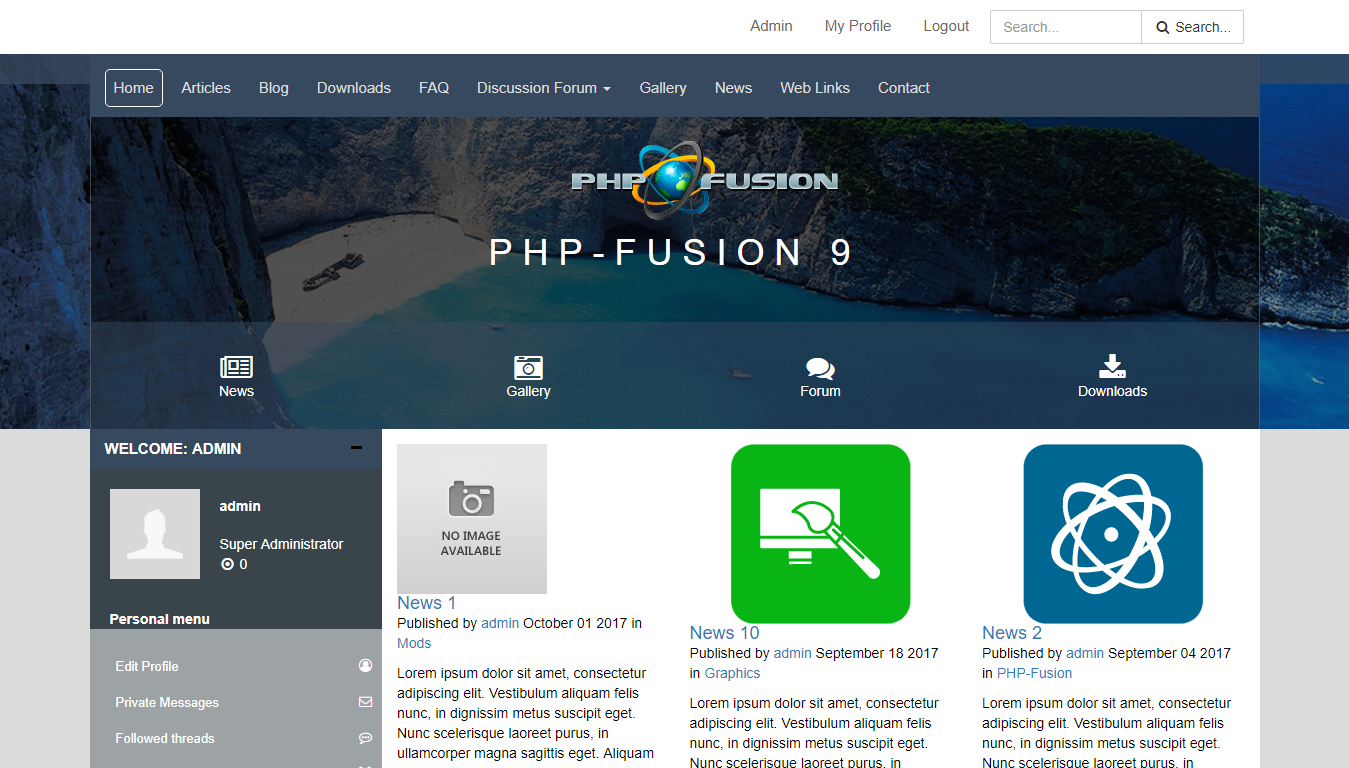 Admin My Profile Logout Search... Search...
Home Articles Blog Downloads FAQ Discussion Forum Gallery News Web Links Contact
PHP FUSION
PHP-FUSION 9
News Gallery Forum Downloads
WELCOME: ADMIN
admin
Super Administrator
0
Personal menu
Edit Profile
Private Messages
Followed threads
NO IMAGE
AVAILABLE
News 1
Published by admin October 01 2017 in
Mods
Lorem ipsum dolor sit amet, consectetur
adipiscing elit. Vestibulum aliquam felis
nunc, in dignissim metus suscipit eget.
Nunc scelerisque laoreet purus, in
ullamcorper magna sagittis eget. Aliquam
News 10
Published by admin September 18 2017
in Graphics
Lorem ipsum dolor sit amet, consectetur
adipiscing elit. Vestibulum aliquam felis
nunc, in dignissim metus suscipit eget.
Nunc scelerisque laoreet purus, in
News 2
Published by admin September 04 2017
in PHP-Fusion
Lorem ipsum dolor sit amet, consectetur
adipiscing elit. Vestibulum aliquam felis
nunc, in dignissim metus suscipit eget.
Nunc scelerisque laoreet purus, in